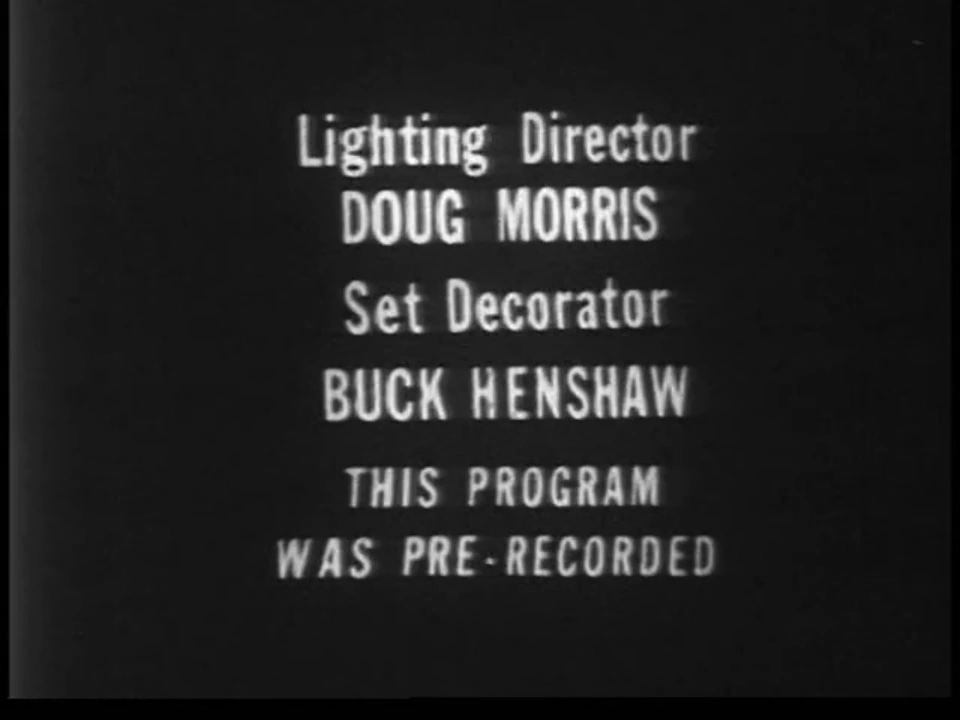 Lighting Director
DOUG MORRIS
Set Decorator
BUCK HENSHAW
THIS PROGRAM
WAS PRE-RECORDED